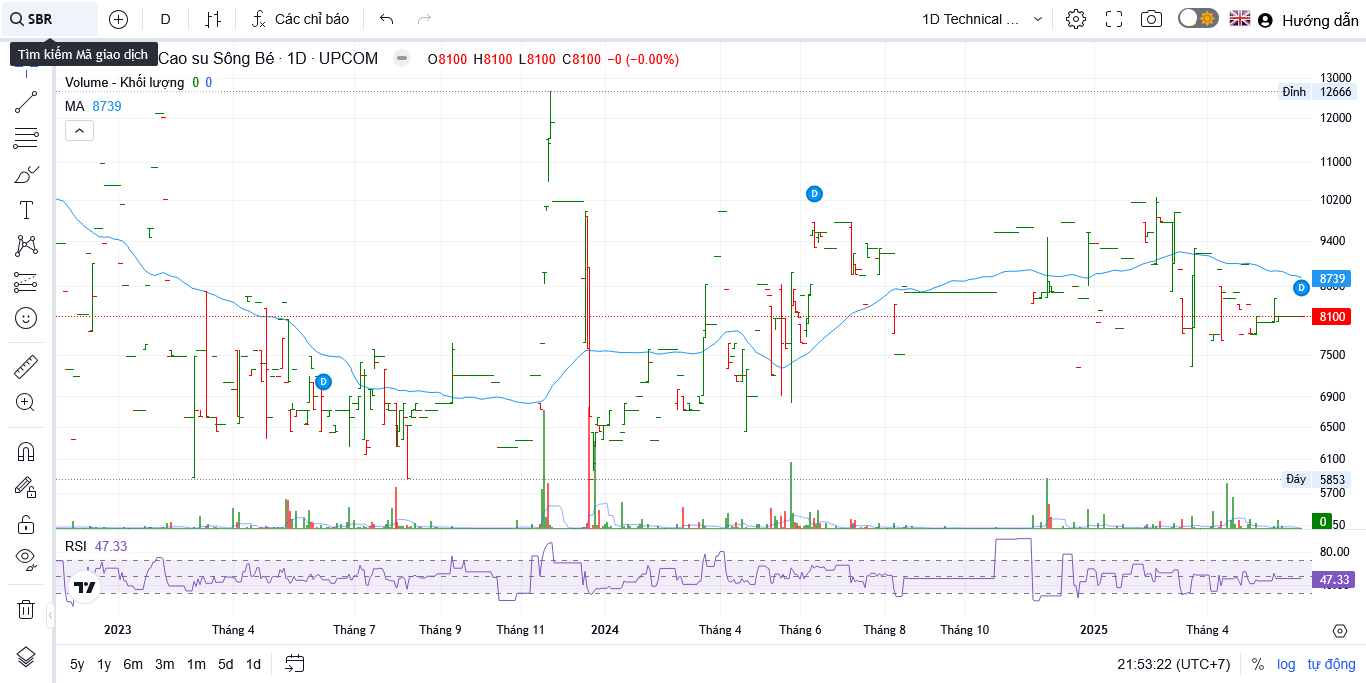 SBR
D
Các chỉ báo
1D Technical ...
Hướng dẫn
Tìm kiếm Mã giao dịch
Cao su Sông Bé · 1D · UPCOM
O8100 H8100 L8100 C8100 −0 (−0.00%)
Volume - Khối lượng 0 0
MA 8739
13000
Đỉnh 12666
12000
11000
10200
9400
8739
8100
7500
6900
6500
6100
Đáy 5853
5700
0
D
D
D
RSI 47.33
80.00
47.33
2023 Tháng 4 Tháng 7 Tháng 9 Tháng 11 2024 Tháng 4 Tháng 6 Tháng 8 Tháng 10 2025 Tháng 4
5y 1y 6m 3m 1m 5d 1d
21:53:22 (UTC+7) % log tự động